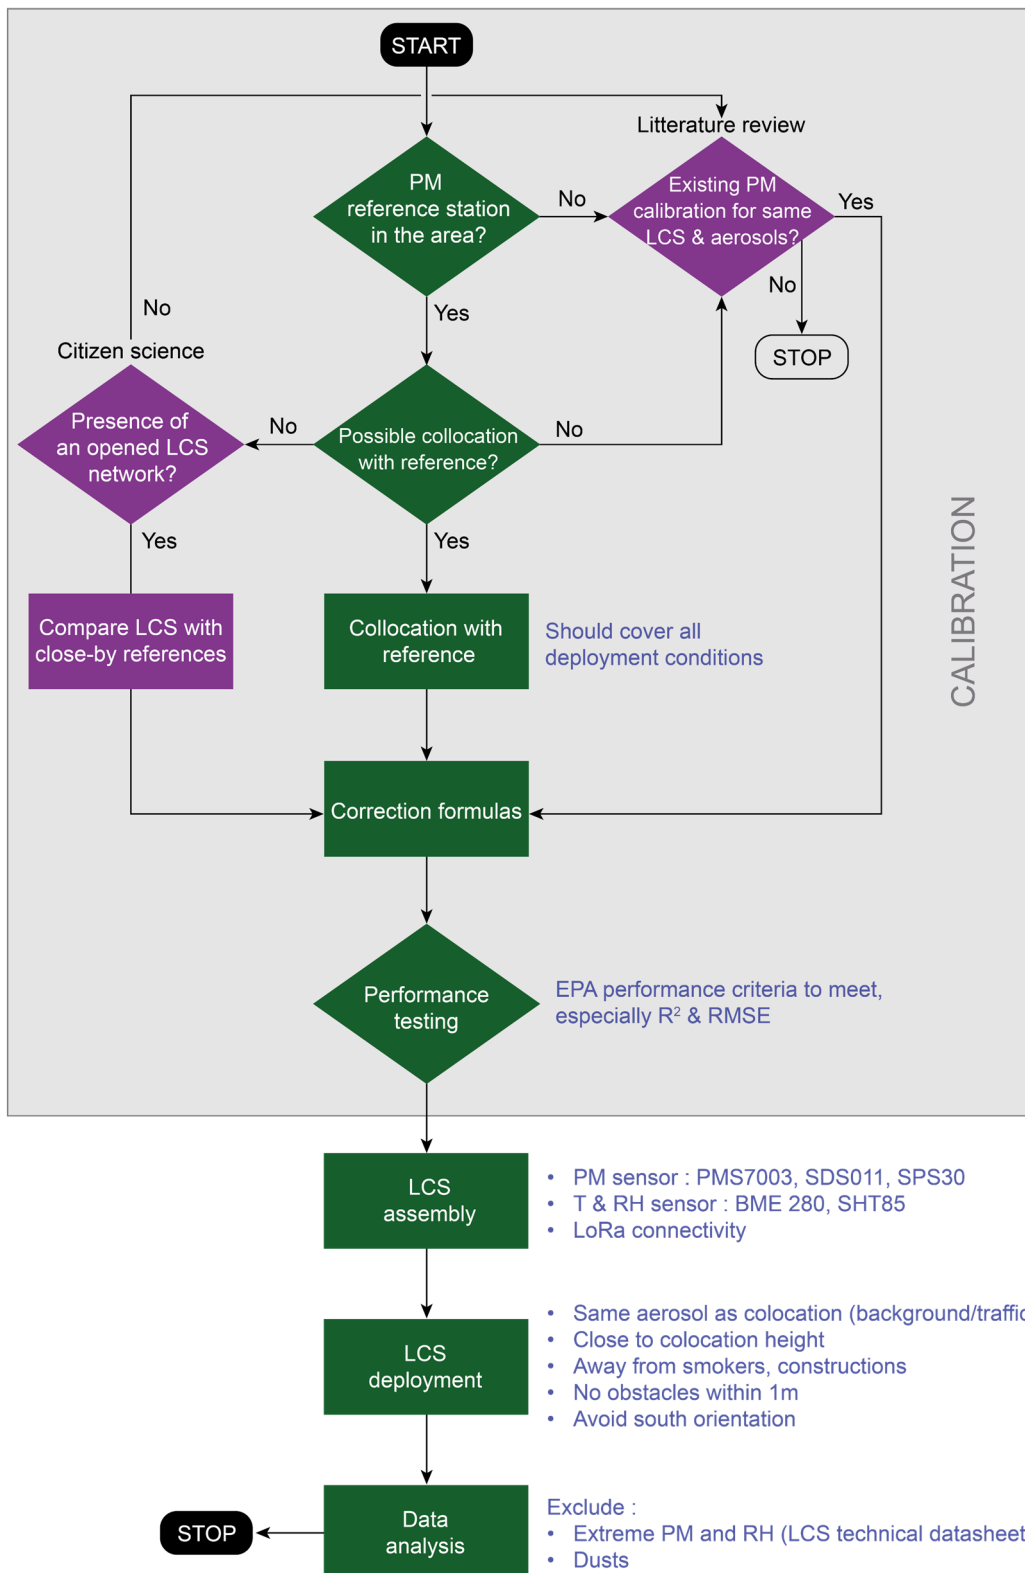 START
Litterature review
PM
reference station
in the area?
No
Existing PM
calibration for same
LCS & aerosols?
Yes
No
STOP
Yes
No
Citizen science
Presence of
an opened LCS
network?
No
Possible collocation
with reference?
No
Yes
Yes
Compare LCS with
close-by references
Collocation with
reference
Should cover all
deployment conditions
CALIBRATION
Correction formulas
Performance
testing
EPA performance criteria to meet,
especially R² & RMSE
LCS
assembly
• PM sensor : PMS7003, SDS011, SPS30
• T & RH sensor : BME 280, SHT85
• LoRa connectivity
LCS
deployment
• Same aerosol as colocation (background/traffic
• Close to colocation height
• Away from smokers, constructions
• No obstacles within 1m
• Avoid south orientation
STOP
Data
analysis
Exclude :
• Extreme PM and RH (LCS technical datasheet
• Dusts